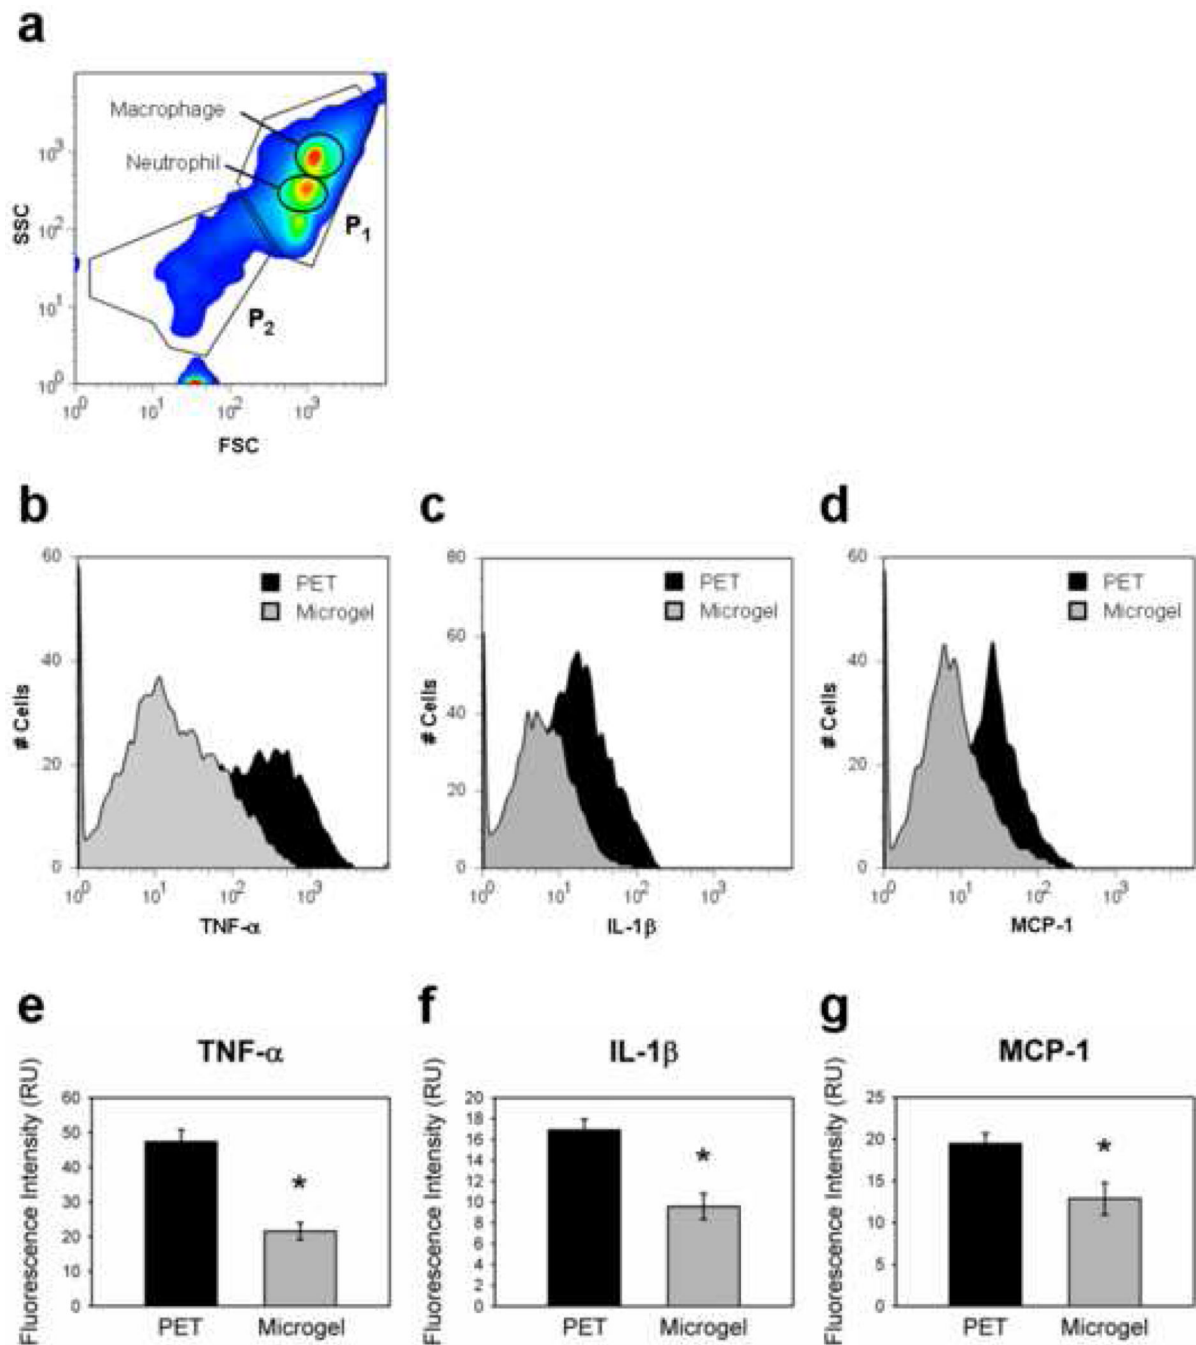 a
Macrophage
Neutrophil
P1
P2
SSC
10^3
10^2
10^1
10^0
10^0 10^1 10^2 10^3
FSC
b
60
40
20
0
# Cells
PET
Microgel
10^0 10^1 10^2 10^3
TNF-α
c
80
60
40
20
0
# Cells
PET
Microgel
10^0 10^1 10^2 10^3
IL-1β
d
60
40
20
0
# Cells
PET
Microgel
10^0 10^1 10^2 10^3
MCP-1
e
TNF-α
Fluorescence Intensity (RU)
60
50
40
30
20
10
0
*
PET Microgel
f
IL-1β
Fluorescence Intensity (RU)
20
18
16
14
12
10
8
6
4
2
0
*
PET Microgel
g
MCP-1
Fluorescence Intensity (RU)
25
20
15
10
5
0
*
PET Microgel